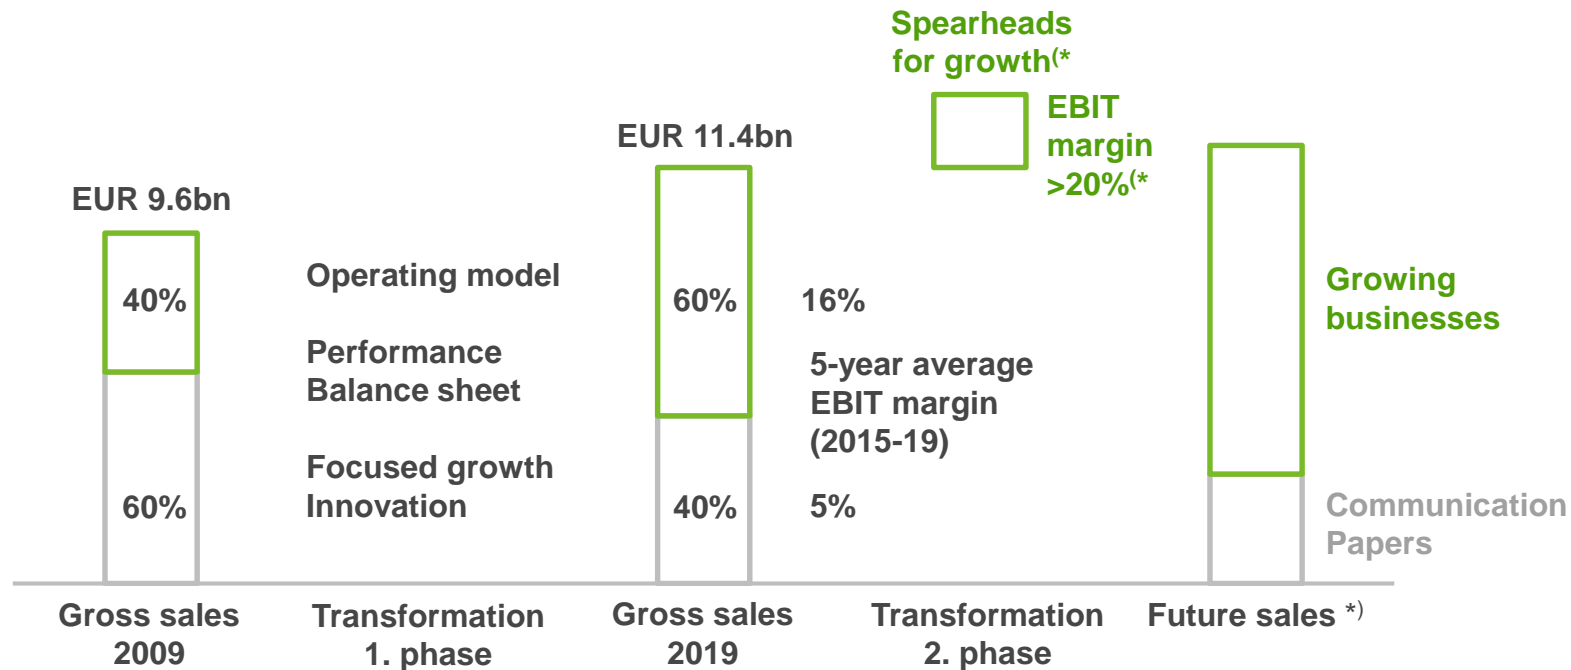 Spearheads
for growth(*
EBIT
margin
>20%(*
EUR 11.4bn
EUR 9.6bn
40%
Operating model
Performance
Balance sheet
Focused growth
Innovation
60%
60%
16%
5-year average
EBIT margin
(2015-19)
40%
5%
Growing
businesses
Communication
Papers
Gross sales
2009
Transformation
1. phase
Gross sales
2019
Transformation
2. phase
Future sales *)